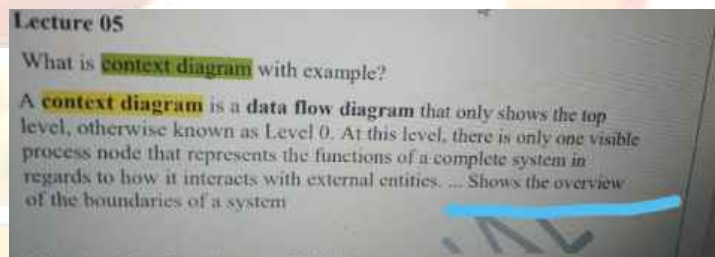 Lecture 05
What is context diagram with example?
A context diagram is a data flow diagram that only shows the top
level, otherwise known as Level 0. At this level, there is only one visible
process node that represents the functions of a complete system in
regards to how it interacts with external entities. ... Shows the overview
of the boundaries of a system